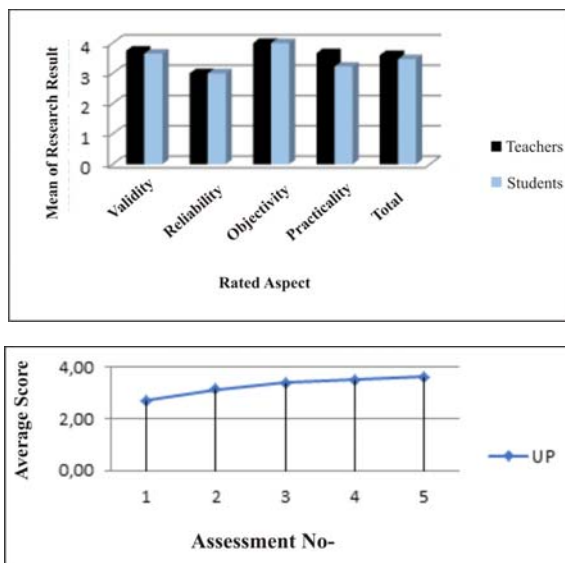 Mean of Research Result
4
3
2
1
0
Validity
Reliability
Objectivity
Practicality
Total
Rated Aspect
Teachers
Students
Average Score
4,00
2,00
0,00
1 2 3 4 5
UP
Assessment No-